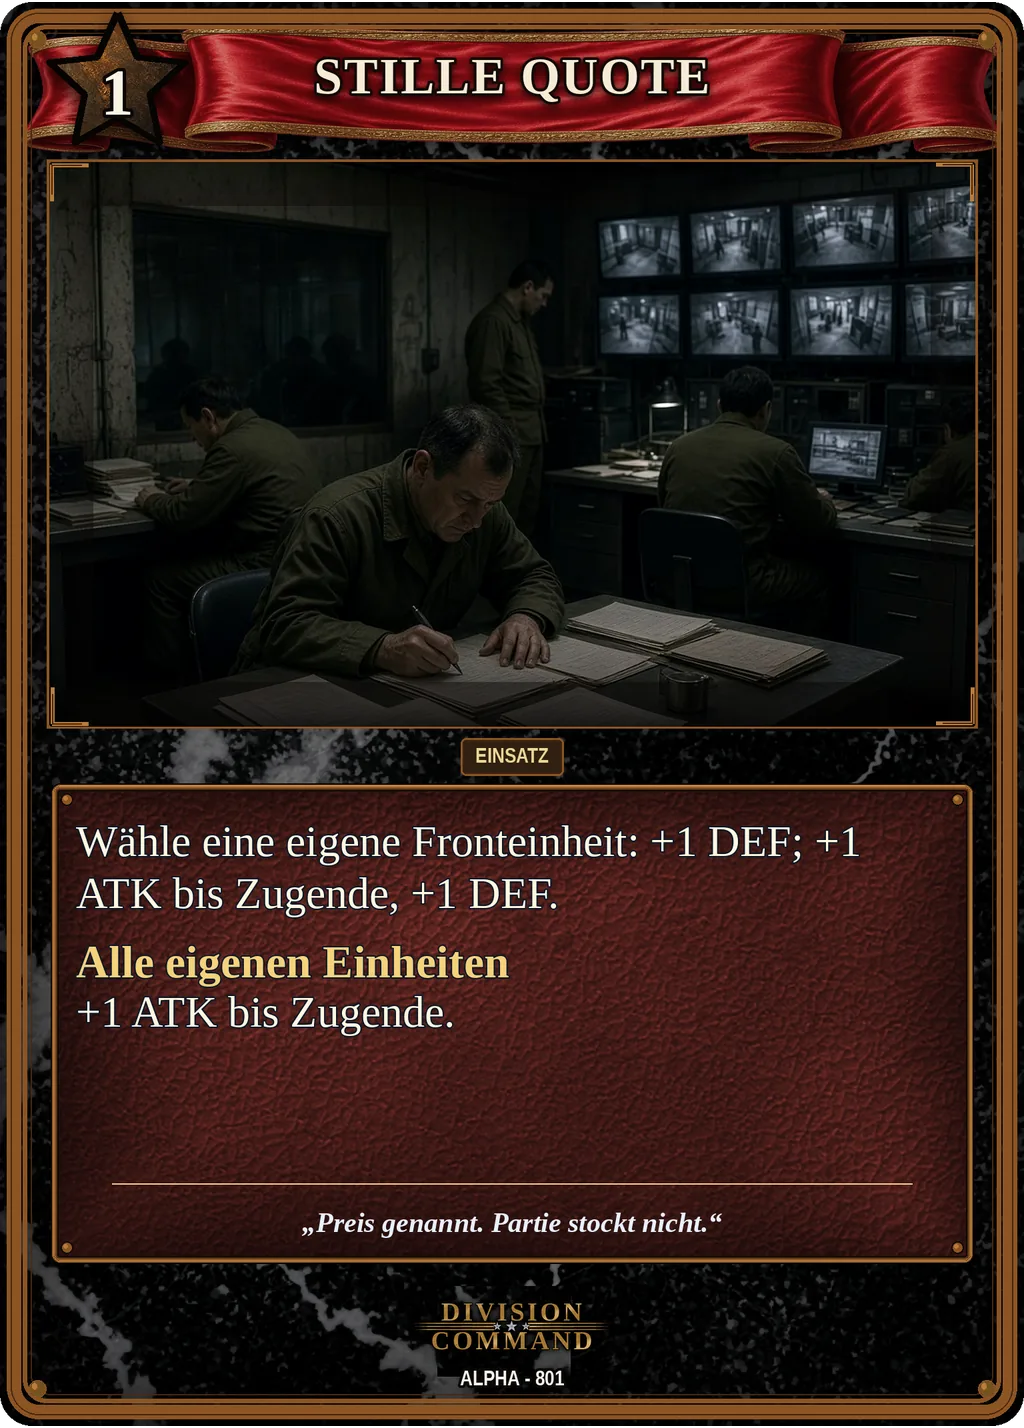 1
STILLE QUOTE
EINSATZ
Wähle eine eigene Fronteinheit: +1 DEF; +1
ATK bis Zugende, +1 DEF.
Alle eigenen Einheiten
+1 ATK bis Zugende.
„Preis genannt. Partie stockt nicht.“
DIVISION
COMMAND
ALPHA - 801